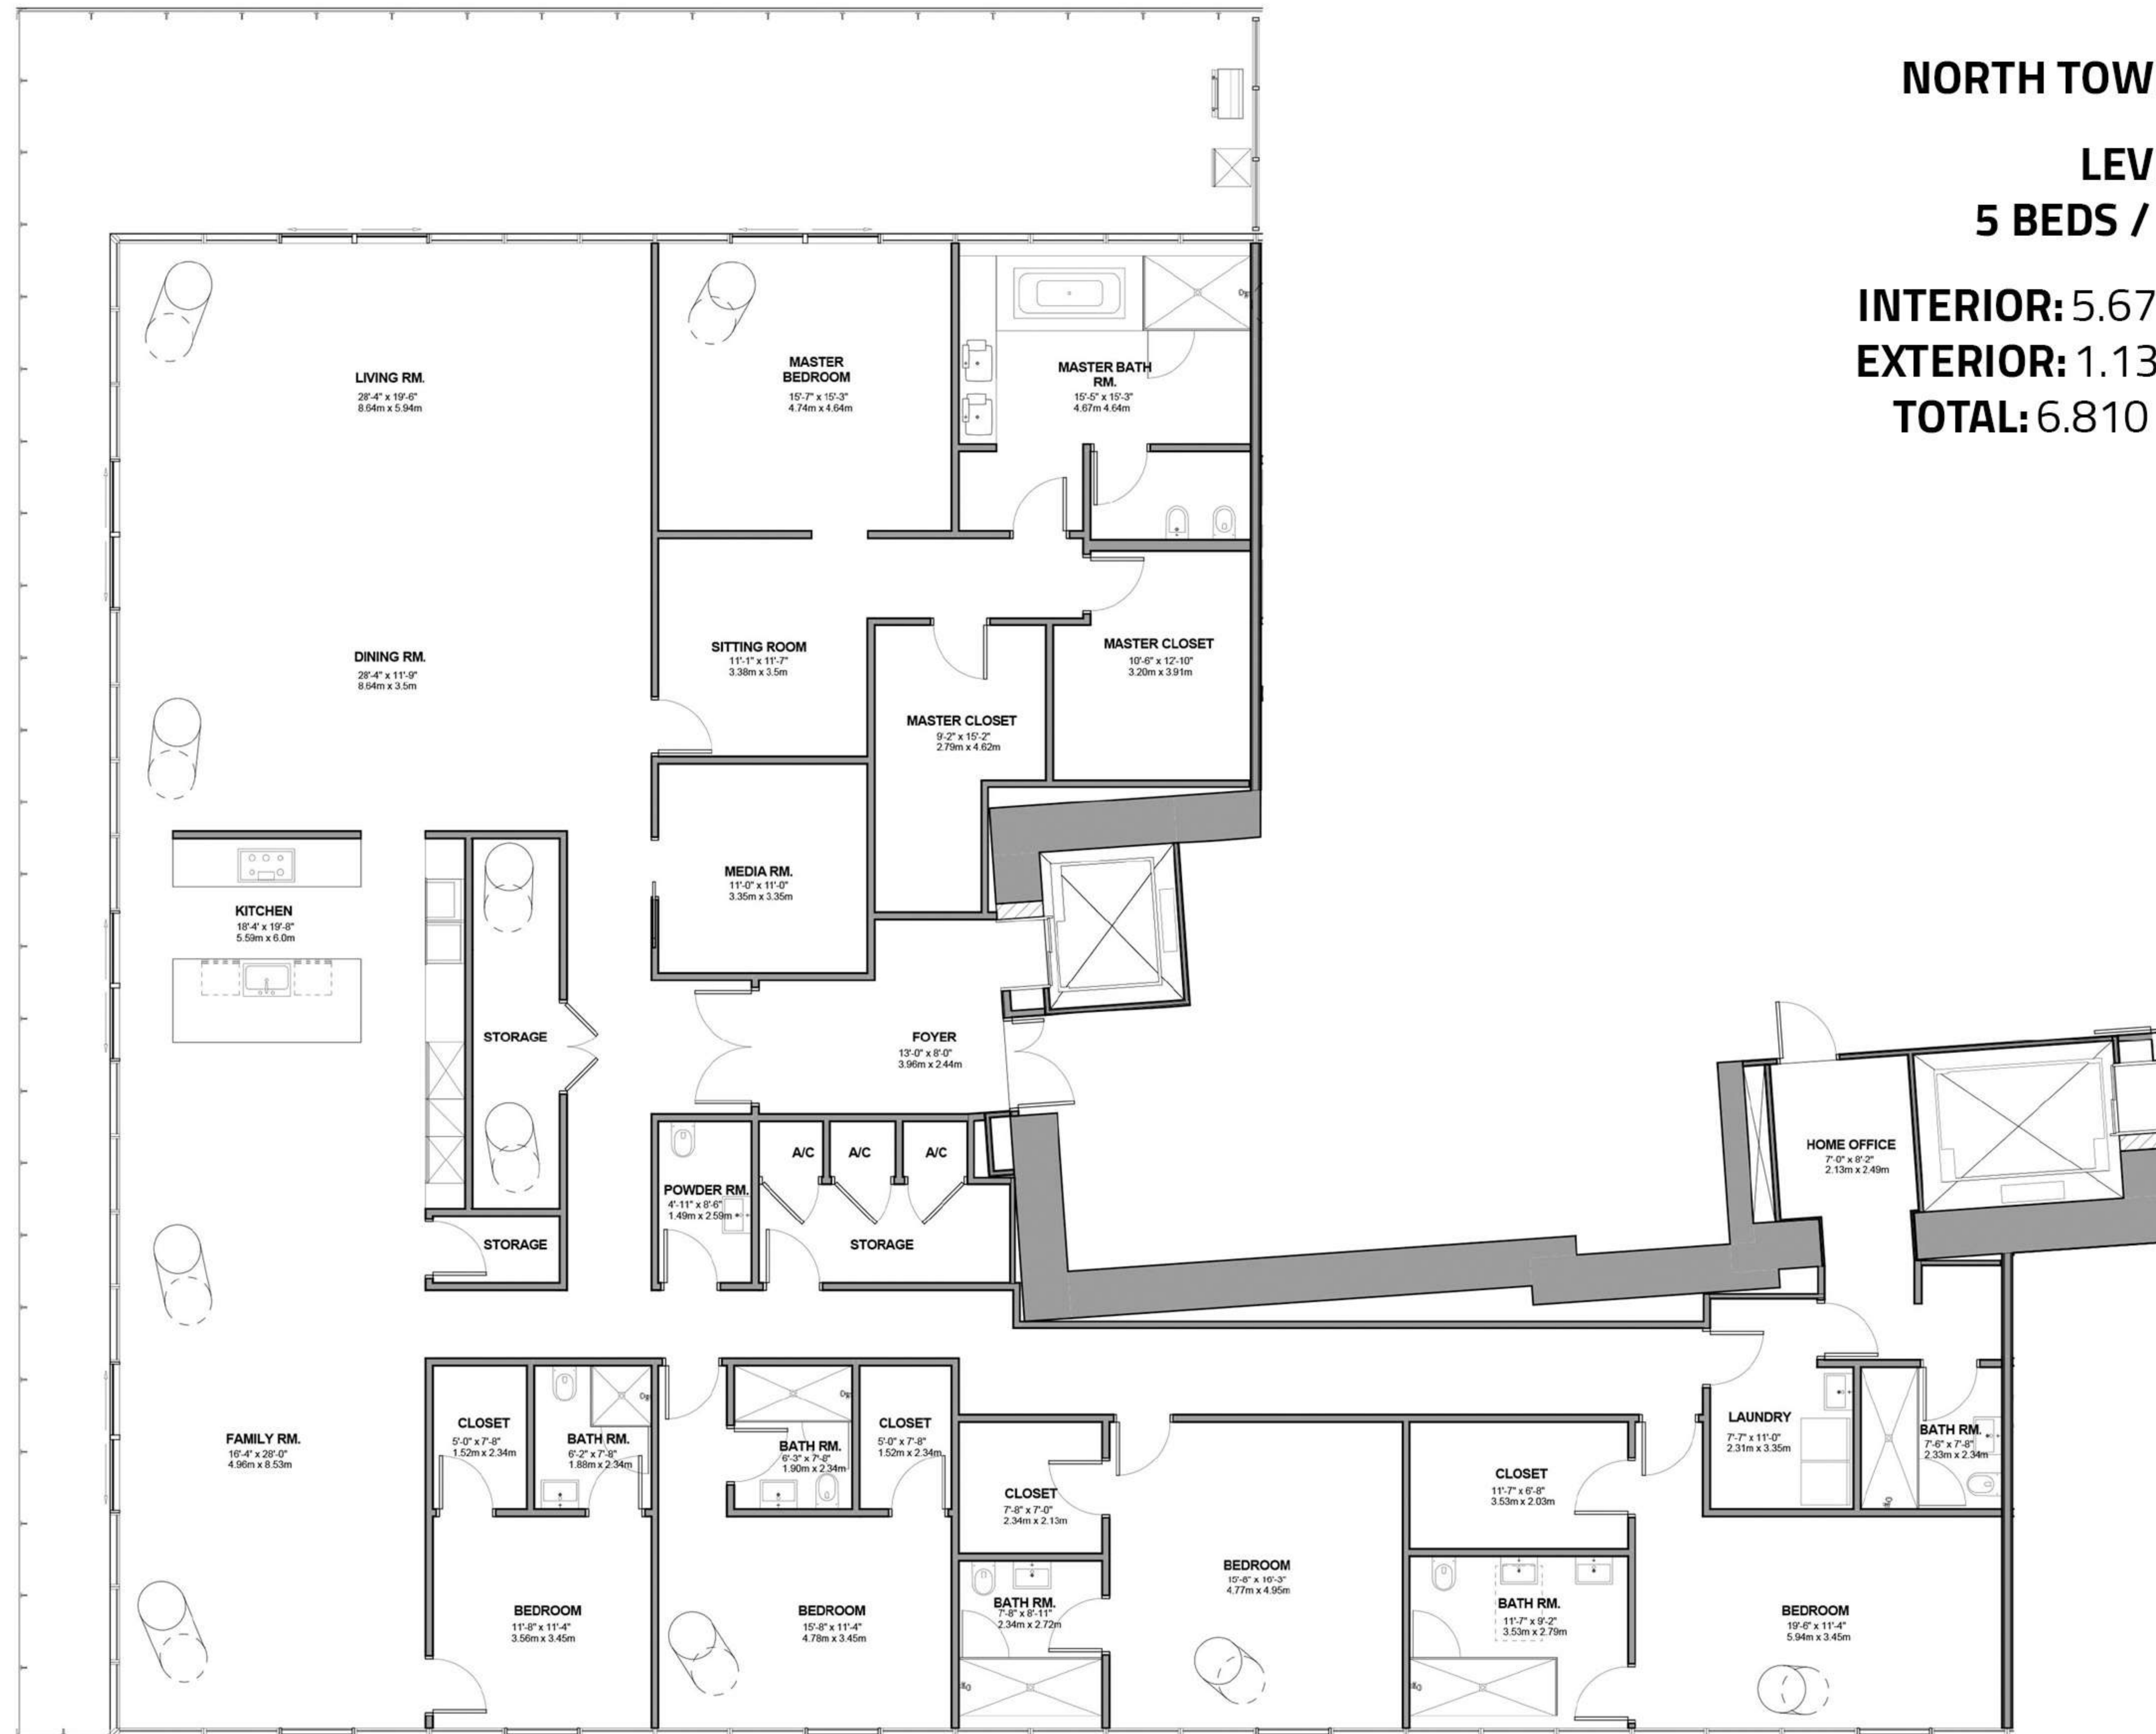 NORTH TOW
LEV
5 BEDS /
INTERIOR: 5.67
EXTERIOR: 1.13
TOTAL: 6.810
LIVING RM.
28'-4" x 19'-6"
8.64m x 5.94m
MASTER
BEDROOM
15'-7" x 15'-3"
4.74m x 4.64m
MASTER BATH
RM.
15'-5" x 15'-3"
4.67m 4.64m
DINING RM.
28'-4" x 11'-9"
8.64m x 3.5m
SITTING ROOM
11'-1" x 11'-7"
3.38m x 3.5m
MASTER CLOSET
10'-6" x 12'-10"
3.20m x 3.91m
MASTER CLOSET
9'-2" x 15'-2"
2.79m x 4.62m
KITCHEN
18'-4' x 19'-8"
5.59m x 6.0m
MEDIA RM.
11'-0" x 11'-0"
3.35m x 3.35m
STORAGE
FOYER
13'-0" x 8'-0"
3.96m x 2.44m
A/C
A/C
A/C
POWDER RM.
4'-11" x 8'-6"
1.49m x 2.59m
STORAGE
STORAGE
HOME OFFICE
7'-0" x 8'-2"
2.13m x 2.49m
FAMILY RM.
16'-4" x 28'-0"
4.96m x 8.53m
CLOSET
5'-0" x 7'-8"
1.52m x 2.34m
BATH RM.
6'-2" x 7'-8"
1.88m x 2.34m
BATH RM.
6'-3" x 7'-8"
1.90m x 2.34m
CLOSET
5'-0" x 7'-8"
1.52m x 2.34m
CLOSET
7'-8" x 7'-0"
2.34m x 2.13m
CLOSET
11'-7" x 6'-8"
3.53m x 2.03m
LAUNDRY
7'-7" x 11'-0"
2.31m x 3.35m
BATH RM.
7'-6" x 7'-8"
2.33m x 2.34m
BEDROOM
11'-8" x 11'-4"
3.56m x 3.45m
BEDROOM
15'-8" x 11'-4"
4.78m x 3.45m
BATH RM.
7'-8" x 8'-11"
2.34m x 2.72m
BEDROOM
15'-8" x 16'-3"
4.77m x 4.95m
BATH RM.
11'-7" x 9'-2"
3.53m x 2.79m
BEDROOM
19'-6" x 11'-4"
5.94m x 3.45m